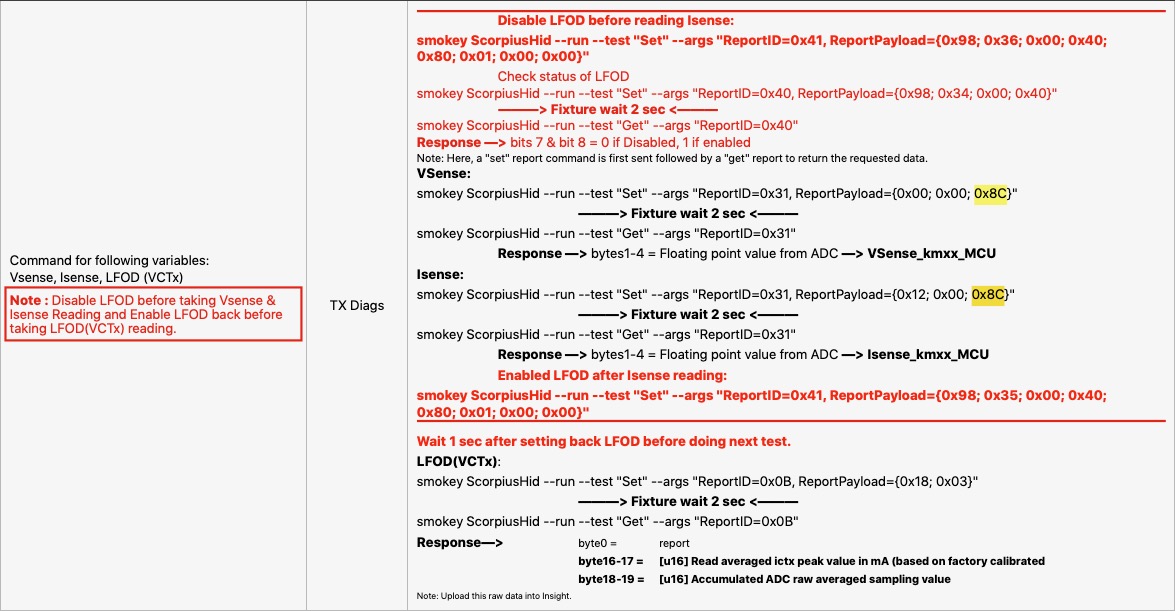 Command for following variables:
Vsense, Isense, LFOD (VCTx)
Note : Disable LFOD before taking Vsense &
Isense Reading and Enable LFOD back before
taking LFOD(VCTx) reading.
TX Diags
Disable LFOD before reading Isense:
smokey ScorpiusHid --run --test "Set" --args "ReportID=0x41, ReportPayload={0x98; 0x36; 0x00; 0x40;
0x80; 0x01; 0x00; 0x00}"
Check status of LFOD
smokey ScorpiusHid --run --test "Set" --args "ReportID=0x40, ReportPayload={0x98; 0x34; 0x00; 0x40}"
———> Fixture wait 2 sec <———
smokey ScorpiusHid --run --test "Get" --args "ReportID=0x40"
Response —> bits 7 & bit 8 = 0 if Disabled, 1 if enabled
Note: Here, a "set" report command is first sent followed by a "get" report to return the requested data.
VSense:
smokey ScorpiusHid --run --test "Set" --args "ReportID=0x31, ReportPayload={0x00; 0x00; 0x8C}"
———> Fixture wait 2 sec <———
smokey ScorpiusHid --run --test "Get" --args "ReportID=0x31"
Response —> bytes1-4 = Floating point value from ADC —> VSense_kmxx_MCU
Isense:
smokey ScorpiusHid --run --test "Set" --args "ReportID=0x31, ReportPayload={0x12; 0x00; 0x8C}"
———> Fixture wait 2 sec <———
smokey ScorpiusHid --run --test "Get" --args "ReportID=0x31"
Response —> bytes1-4 = Floating point value from ADC —> Isense_kmxx_MCU
Enabled LFOD after Isense reading:
smokey ScorpiusHid --run --test "Set" --args "ReportID=0x41, ReportPayload={0x98; 0x35; 0x00; 0x40;
0x80; 0x01; 0x00; 0x00}"
Wait 1 sec after setting back LFOD before doing next test.
LFOD(VCTx):
smokey ScorpiusHid --run --test "Set" --args "ReportID=0x0B, ReportPayload={0x18; 0x03}"
———> Fixture wait 2 sec <———
smokey ScorpiusHid --run --test "Get" --args "ReportID=0x0B"
Response—> byte0 = report
byte16-17 = [u16] Read averaged ictx peak value in mA (based on factory calibrated
byte18-19 = [u16] Accumulated ADC raw averaged sampling value
Note: Upload this raw data into Insight.